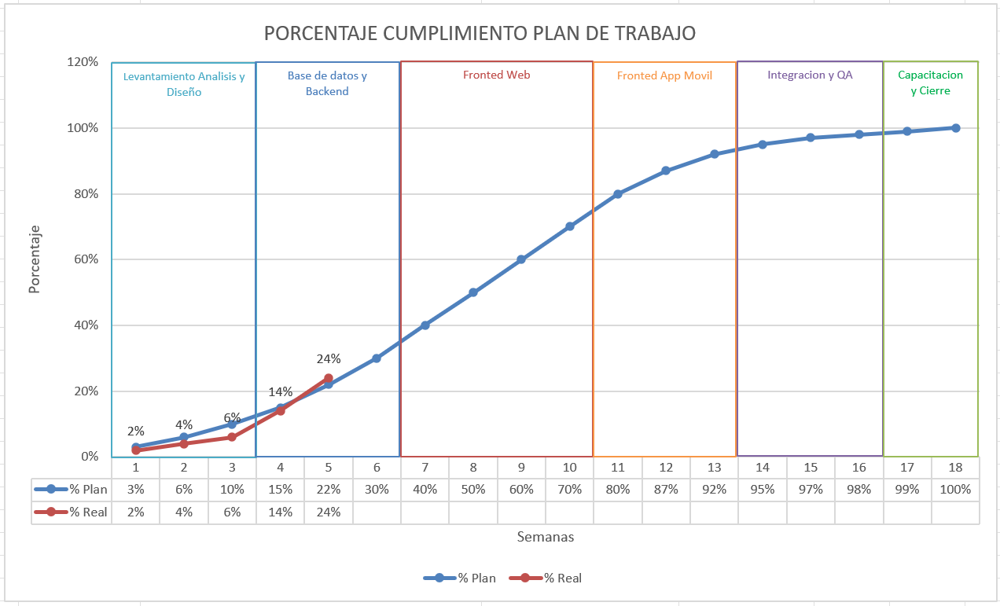 PORCENTAJE CUMPLIMIENTO PLAN DE TRABAJO
120%
100%
80%
60%
40%
20%
0%
Porcentaje
Levantamiento Analisis y
Diseño
Base de datos y
Backend
Fronted Web
Fronted App Movil
Integracion y QA
Capacitacion
y Cierre
2%
4%
6%
14%
24%
1 2 3 4 5 6 7 8 9 10 11 12 13 14 15 16 17 18
% Plan 3% 6% 10% 15% 22% 30% 40% 50% 60% 70% 80% 87% 92% 95% 97% 98% 99% 100%
% Real 2% 4% 6% 14% 24%
Semanas
% Plan % Real